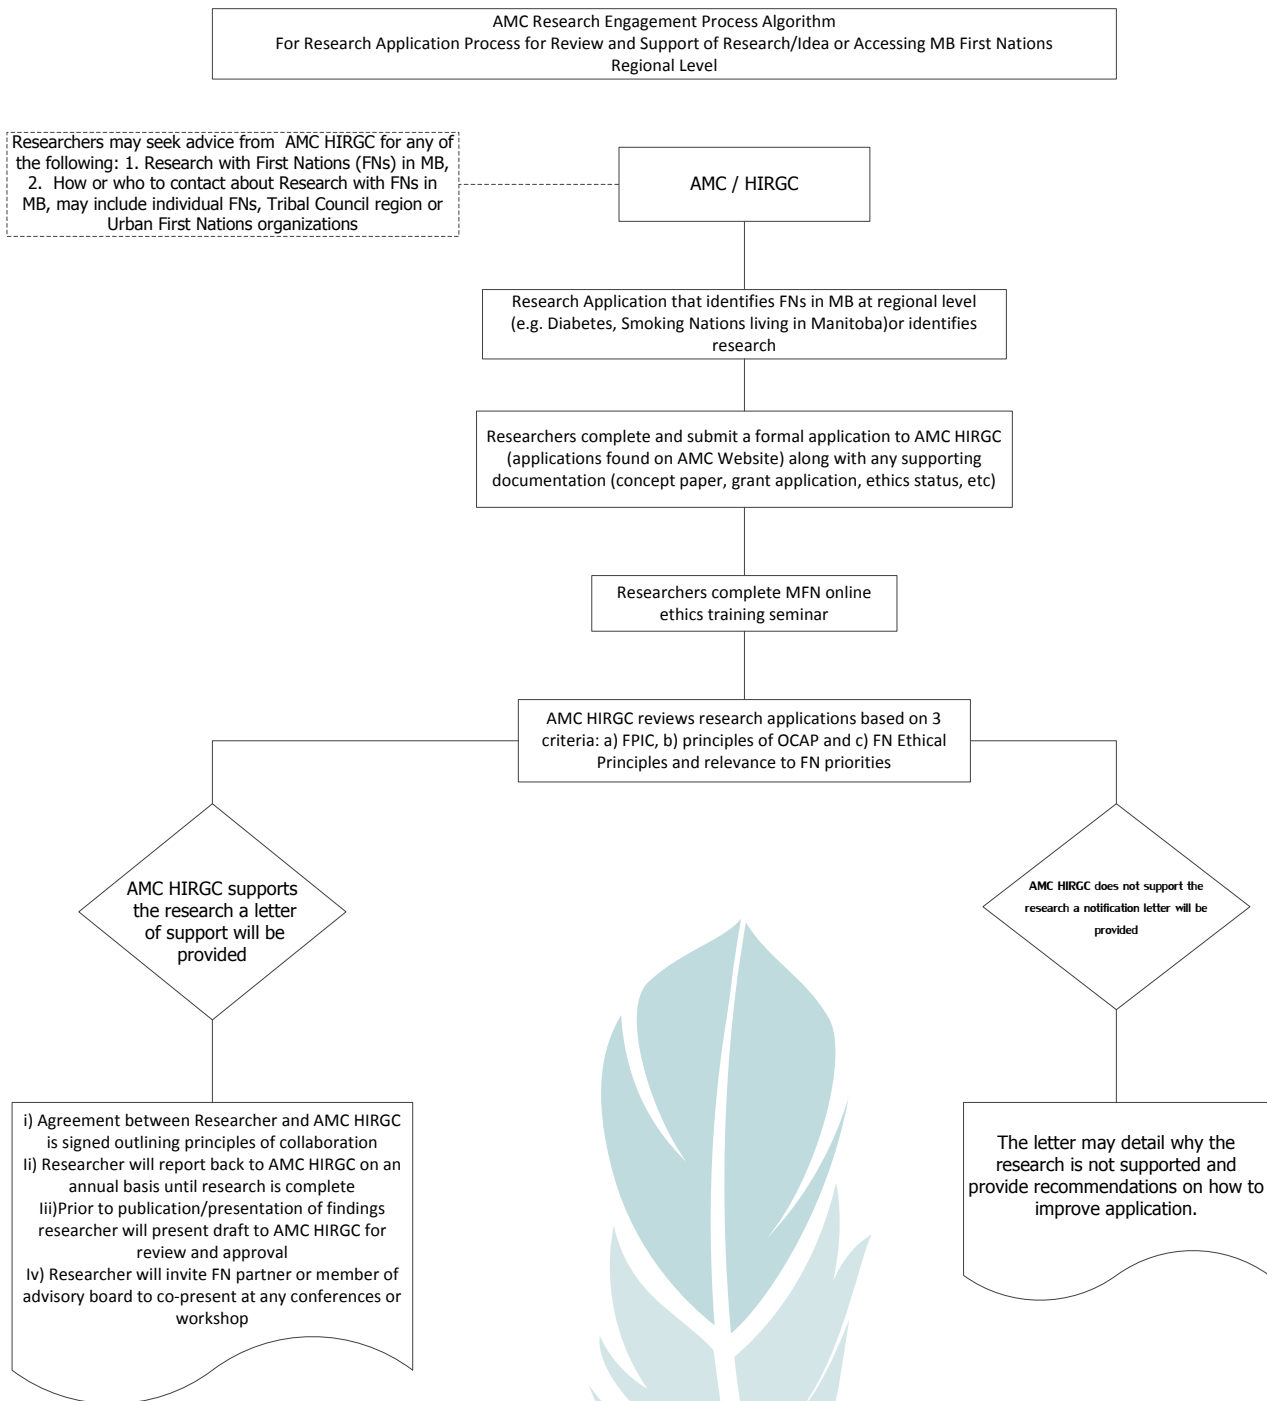 AMC Research Engagement Process Algorithm
For Research Application Process for Review and Support of Research/Idea or Accessing MB First Nations
Regional Level
Researchers may seek advice from  AMC HIRGC for any of
the following: 1. Research with First Nations (FNs) in MB,
2.  How or who to contact about Research with FNs in
MB, may include individual FNs, Tribal Council region or
Urban First Nations organizations
AMC / HIRGC
Research Application that identifies FNs in MB at regional level
(e.g. Diabetes, Smoking Nations living in Manitoba)or identifies
research
Researchers complete and submit a formal application to AMC HIRGC
(applications found on AMC Website) along with any supporting
documentation (concept paper, grant application, ethics status, etc)
Researchers complete MFN online
ethics training seminar
AMC HIRGC reviews research applications based on 3
criteria: a) FPIC, b) principles of OCAP and c) FN Ethical
Principles and relevance to FN priorities
AMC HIRGC supports
the research a letter
of support will be
provided
AMC HIRGC does not support the
research a notification letter will be
provided
i) Agreement between Researcher and AMC HIRGC
is signed outlining principles of collaboration
Ii) Researcher will report back to AMC HIRGC on an
annual basis until research is complete
Iii)Prior to publication/presentation of findings
researcher will present draft to AMC HIRGC for
review and approval
Iv) Researcher will invite FN partner or member of
advisory board to co-present at any conferences or
workshop
The letter may detail why the
research is not supported and
provide recommendations on how to
improve application.